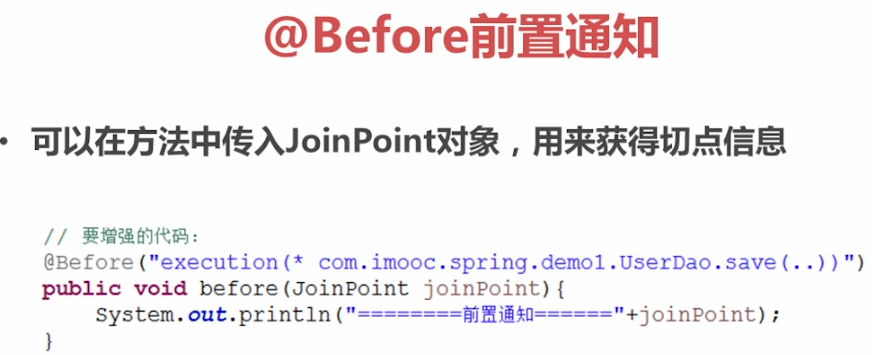 @Before前置通知
• 可以在方法中传入JoinPoint对象，用来获得切点信息
// 要增强的代码：
@Before("execution(* com.imooc.spring.demo1.UserDao.save(..))")
public void before(JoinPoint joinPoint){
    System.out.println("========前置通知======"+joinPoint);
}